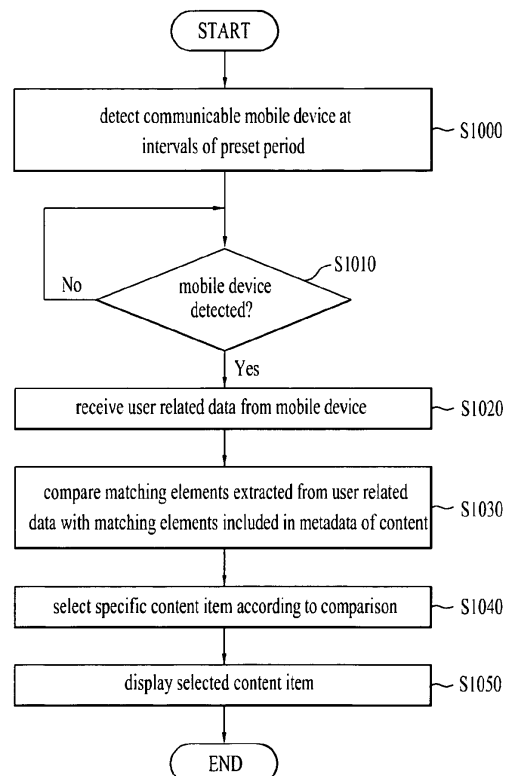 START
detect communicable mobile device at
intervals of preset period
S1000
S1010
mobile device
detected?
No
Yes
receive user related data from mobile device
S1020
compare matching elements extracted from user related
data with matching elements included in metadata of content
S1030
select specific content item according to comparison
S1040
display selected content item
S1050
END